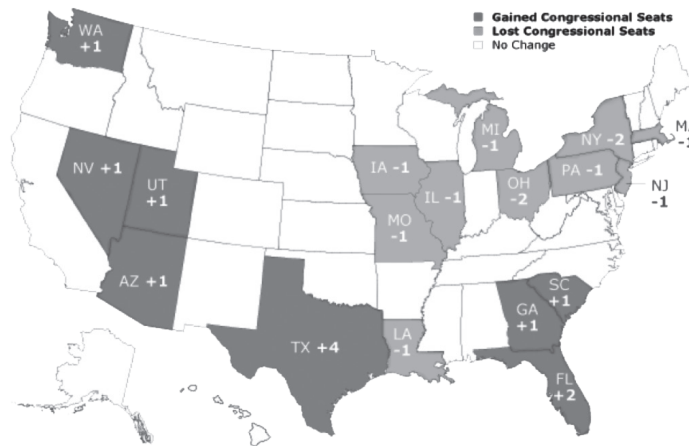 Gained Congressional Seats
Lost Congressional Seats
No Change
WA
+1
NV +1
UT
+1
AZ +1
TX +4
IA -1
MO
-1
IL -1
MI
-1
OH
-2
NY -2
PA -1
NJ
-1
LA
-1
SC
+1
GA
+1
FL
+2